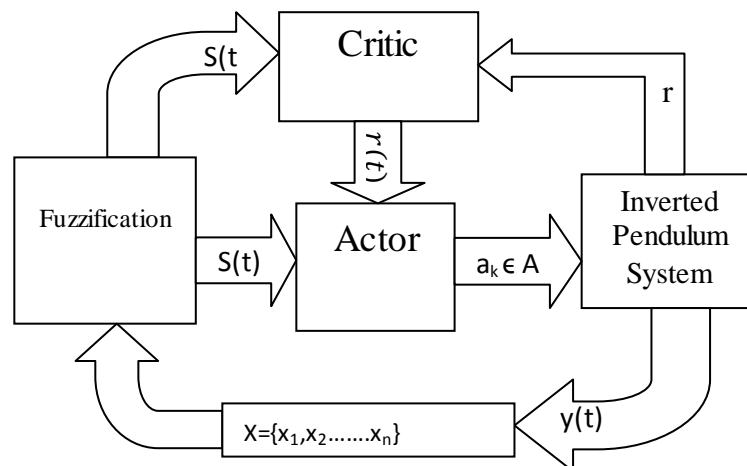 Critic
S(t
r
r(t)
Fuzzification
Actor
Inverted
Pendulum
System
S(t)
aₖ ϵ A
X={x₁,x₂.......xₙ}
y(t)